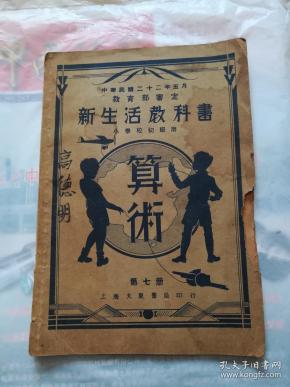 中華民國二十二年五月
教育部審定
新生活教科書
小學校初級用
算術
高德明
第七册
上海大東書局印行
孔夫子旧书网